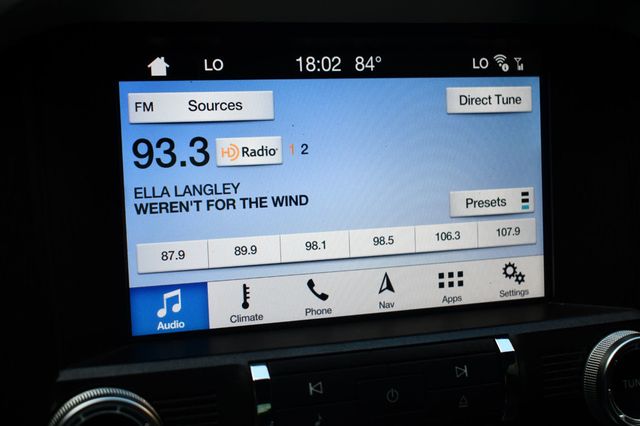 LO 18:02 84° LO
FM Sources Direct Tune
93.3 HD Radio 1 2
ELLA LANGLEY
WEREN'T FOR THE WIND
Presets
87.9 89.9 98.1 98.5 106.3 107.9
Audio Climate Phone Nav Apps Settings
TUN